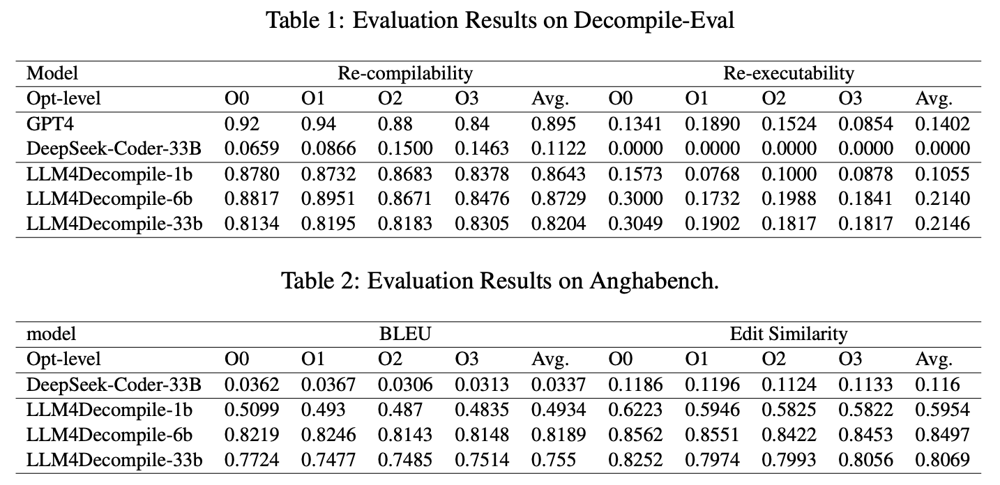 Table 1: Evaluation Results on Decompile-Eval
Model Re-compilability Re-executability
Opt-level O0 O1 O2 O3 Avg. O0 O1 O2 O3 Avg.
GPT4 0.92 0.94 0.88 0.84 0.895 0.1341 0.1890 0.1524 0.0854 0.1402
DeepSeek-Coder-33B 0.0659 0.0866 0.1500 0.1463 0.1122 0.0000 0.0000 0.0000 0.0000 0.0000
LLM4Decompile-1b 0.8780 0.8732 0.8683 0.8378 0.8643 0.1573 0.0768 0.1000 0.0878 0.1055
LLM4Decompile-6b 0.8817 0.8951 0.8671 0.8476 0.8729 0.3000 0.1732 0.1988 0.1841 0.2140
LLM4Decompile-33b 0.8134 0.8195 0.8183 0.8305 0.8204 0.3049 0.1902 0.1817 0.1817 0.2146
Table 2: Evaluation Results on Anghabench.
model BLEU Edit Similarity
Opt-level O0 O1 O2 O3 Avg. O0 O1 O2 O3 Avg.
DeepSeek-Coder-33B 0.0362 0.0367 0.0306 0.0313 0.0337 0.1186 0.1196 0.1124 0.1133 0.116
LLM4Decompile-1b 0.5099 0.493 0.487 0.4835 0.4934 0.6223 0.5946 0.5825 0.5822 0.5954
LLM4Decompile-6b 0.8219 0.8246 0.8143 0.8148 0.8189 0.8562 0.8551 0.8422 0.8453 0.8497
LLM4Decompile-33b 0.7724 0.7477 0.7485 0.7514 0.755 0.8252 0.7974 0.7993 0.8056 0.8069